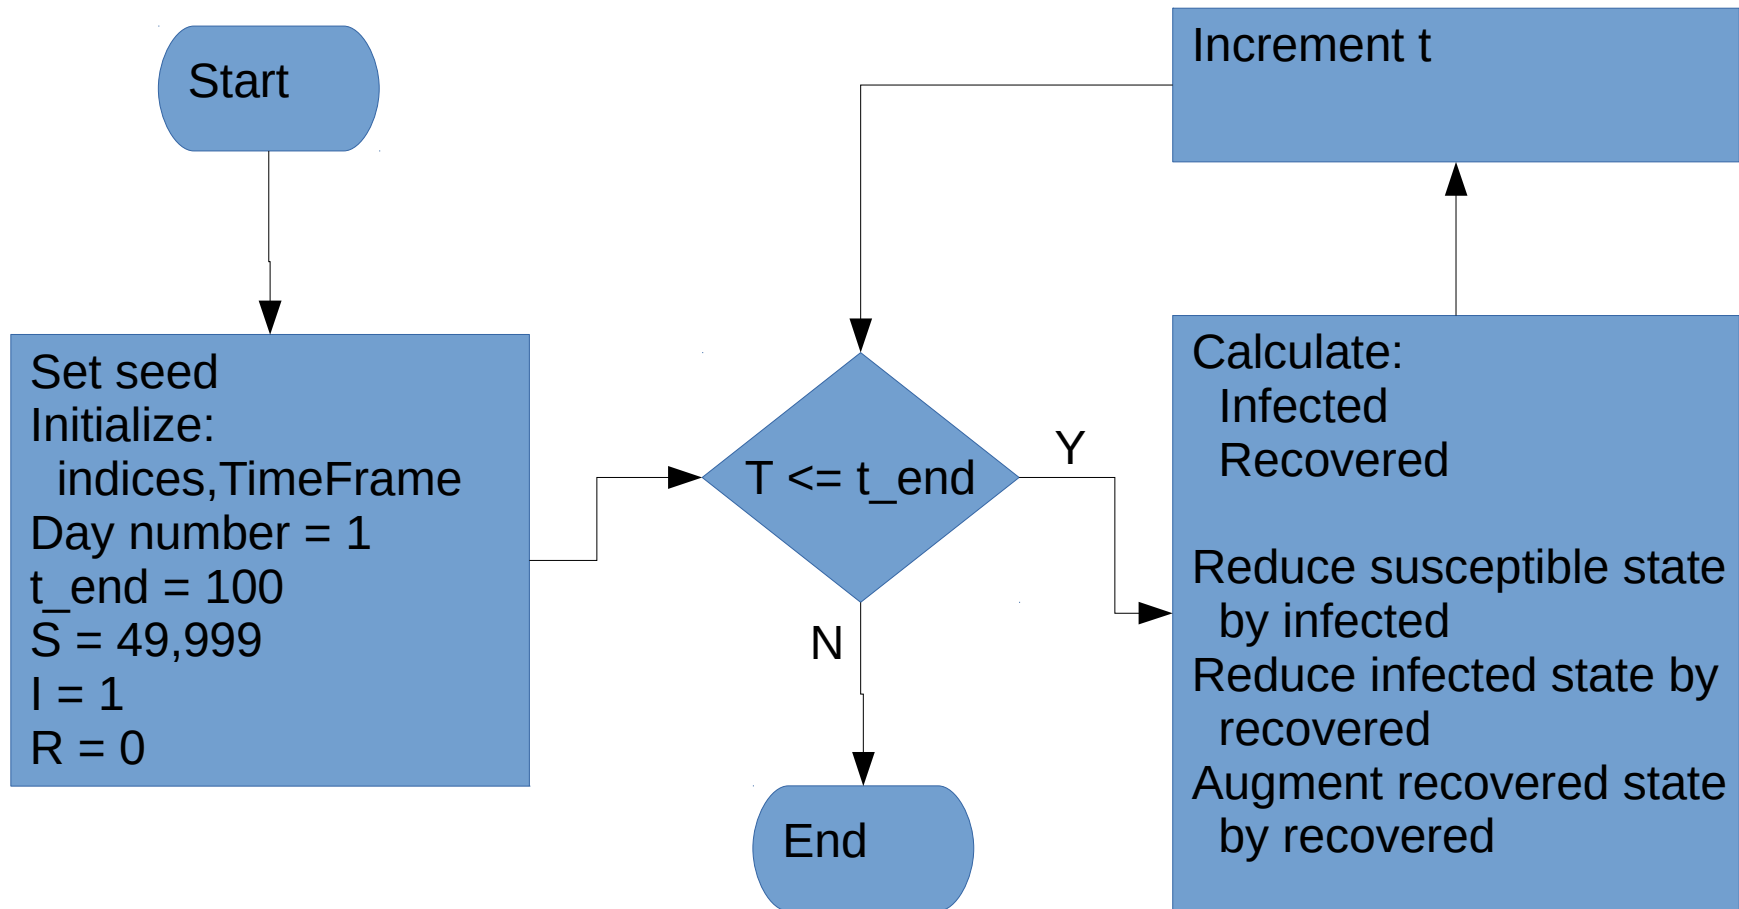 Start
Set seed
Initialize:
indices,TimeFrame
Day number = 1
t_end = 100
S = 49,999
I = 1
R = 0
T <= t_end
Y
N
End
Increment t
Calculate:
Infected
Recovered
Reduce susceptible state
by infected
Reduce infected state by
recovered
Augment recovered state
by recovered